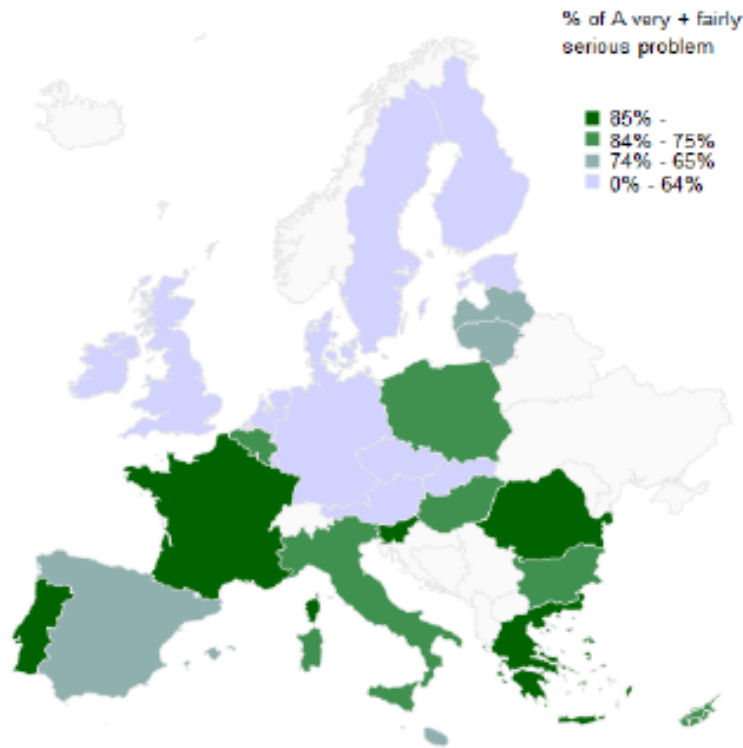 % of A very + fairly
serious problem
85% -
84% - 75%
74% - 65%
0% - 64%